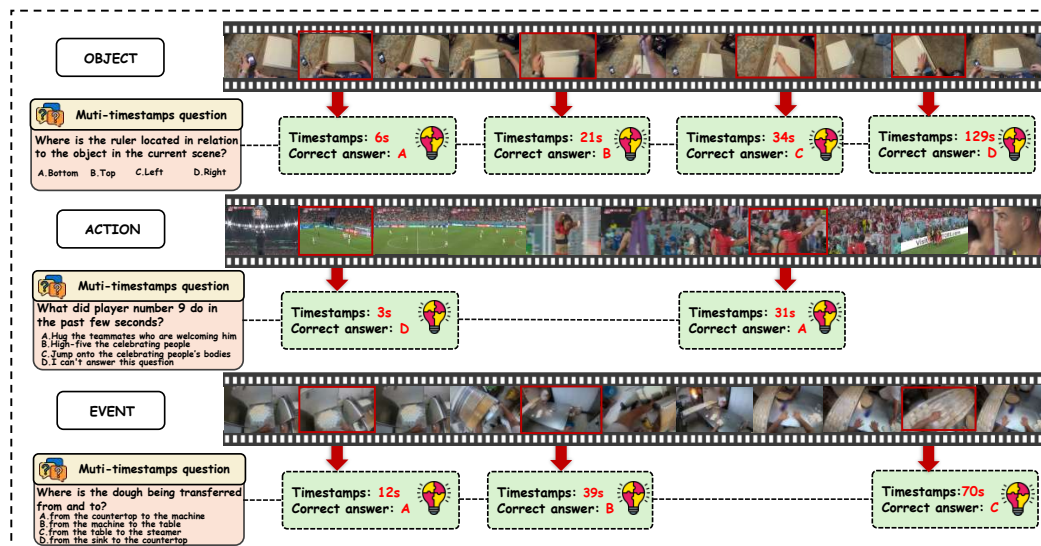 OBJECT
Muti-timestamps question
Where is the ruler located in relation
to the object in the current scene?
A.Bottom B.Top C.Left D.Right
Timestamps: 6s
Correct answer: A
Timestamps: 21s
Correct answer: B
Timestamps: 34s
Correct answer: C
Timestamps: 129s
Correct answer: D
ACTION
Muti-timestamps question
What did player number 9 do in
the past few seconds?
A.Hug the teammates who are welcoming him
B.High-five the celebrating people
C.Jump onto the celebrating people's bodies
D.I can't answer this question
Timestamps: 3s
Correct answer: D
Timestamps: 31s
Correct answer: A
EVENT
Muti-timestamps question
Where is the dough being transferred
from and to?
A.from the countertop to the machine
B.from the machine to the table
C.from the table to the steamer
D.from the sink to the countertop
Timestamps: 12s
Correct answer: A
Timestamps: 39s
Correct answer: B
Timestamps:70s
Correct answer: C